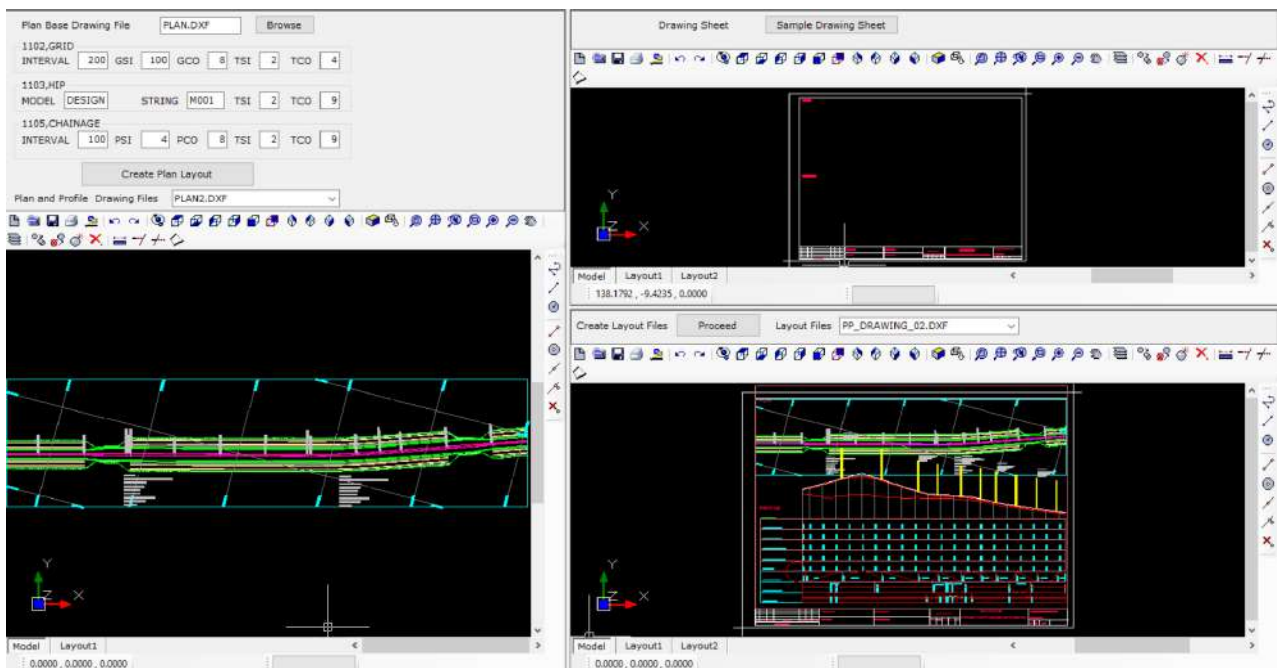 Plan Base Drawing File PLAN.DXF Browse
1102,GRID
INTERVAL 200 GSI 100 GCO 8 TSI 2 TCO 4
1103,HIP
MODEL DESIGN STRING M001 TSI 2 TCO 9
1105,CHAINAGE
INTERVAL 100 PSI 4 PCO 8 TSI 2 TCO 9
Create Plan Layout
Plan and Profile Drawing Files PLAN2.DXF
Y
Z X
Model Layout1
0.0000 , 0.0000 , 0.0000
Drawing Sheet Sample Drawing Sheet
Y
Z X
Model Layout1 Layout2
138.1792 , -9.4235 , 0.0000
Create Layout Files Proceed Layout Files PP_DRAWING_02.DXF
Y
Z X
Model Layout1 Layout2
0.0000 , 0.0000 , 0.0000